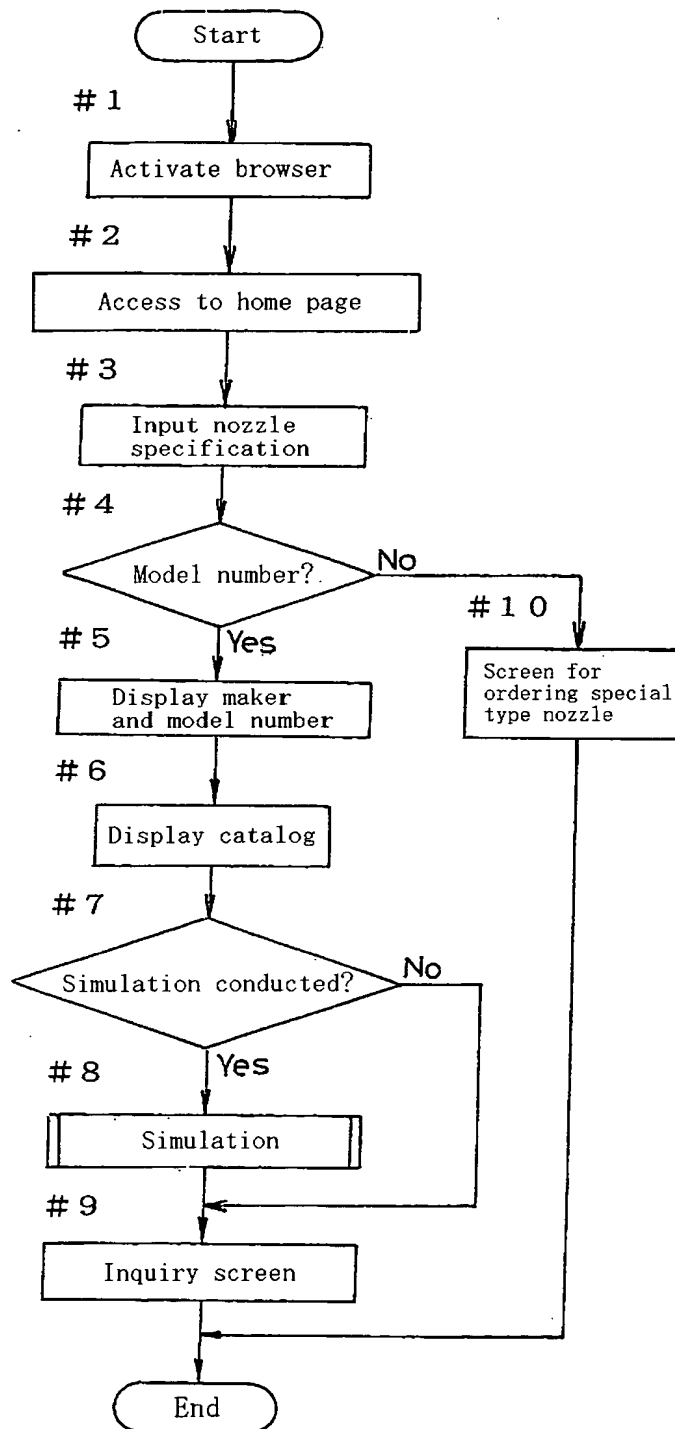 Start
#1
Activate browser
#2
Access to home page
#3
Input nozzle
specification
#4
Model number?
No
#10
Screen for
ordering special
type nozzle
#5
Yes
Display maker
and model number
#6
Display catalog
#7
Simulation conducted?
No
#8
Yes
Simulation
#9
Inquiry screen
End